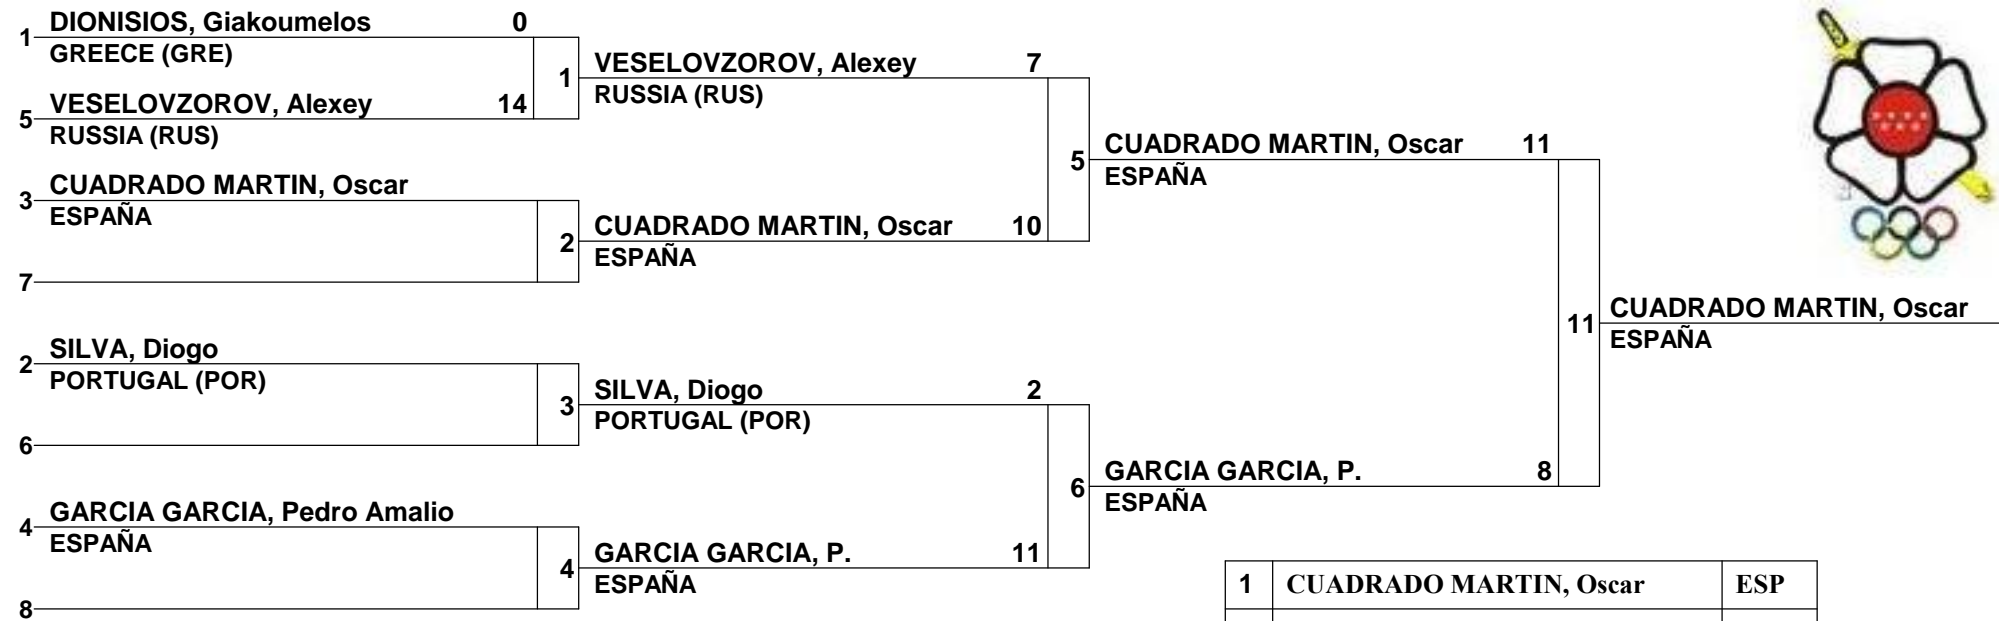 DIONISIOS, Giakoumelos 0
1
GREECE (GRE)
1
VESELOVZOROV, Alexey 14
5
RUSSIA (RUS)
VESELOVZOROV, Alexey 7
RUSSIA (RUS)
CUADRADO MARTIN, Oscar
3
ESPAÑA
2
7
CUADRADO MARTIN, Oscar 10
ESPAÑA
5
CUADRADO MARTIN, Oscar 11
ESPAÑA
SILVA, Diogo
2
PORTUGAL (POR)
3
6
SILVA, Diogo 2
PORTUGAL (POR)
GARCIA GARCIA, Pedro Amalio
4
ESPAÑA
4
8
GARCIA GARCIA, P. 11
ESPAÑA
6
GARCIA GARCIA, P. 8
ESPAÑA
11
CUADRADO MARTIN, Oscar
ESPAÑA
1 CUADRADO MARTIN, Oscar ESP